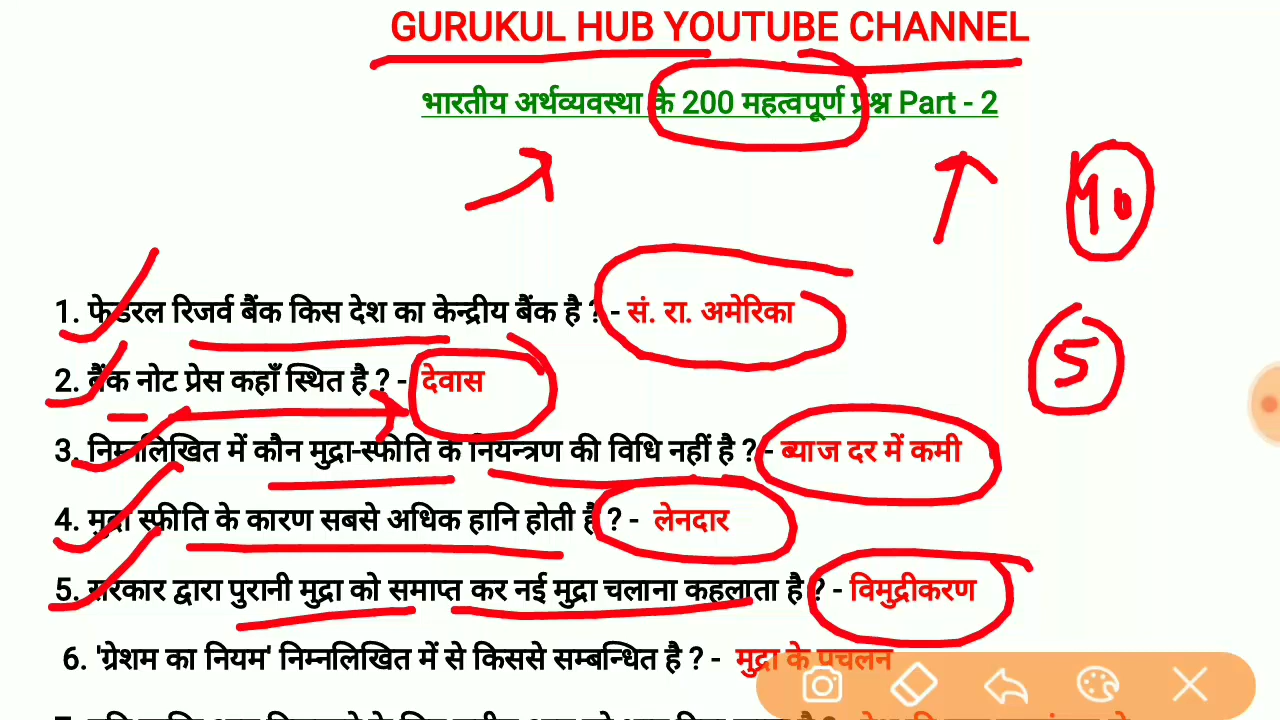 GURUKUL HUB YOUTUBE CHANNEL
भारतीय अर्थव्यवस्था के 200 महत्वपूर्ण प्रश्न Part - 2
10
1. फेडरल रिजर्व बैंक किस देश का केन्द्रीय बैंक है ? - सं. रा. अमेरिका
5
2. बैंक नोट प्रेस कहाँ स्थित है ? - देवास
3. निम्नलिखित में कौन मुद्रा-स्फीति के नियन्त्रण की विधि नहीं है ? - ब्याज दर में कमी
4. मुद्रा स्फीति के कारण सबसे अधिक हानि होती है ? - लेनदार
5. सरकार द्वारा पुरानी मुद्रा को समाप्त कर नई मुद्रा चलाना कहलाता है ? - विमुद्रीकरण
6. 'ग्रेशम का नियम' निम्नलिखित में से किससे सम्बन्धित है ? - मुद्रा के प्रचलन